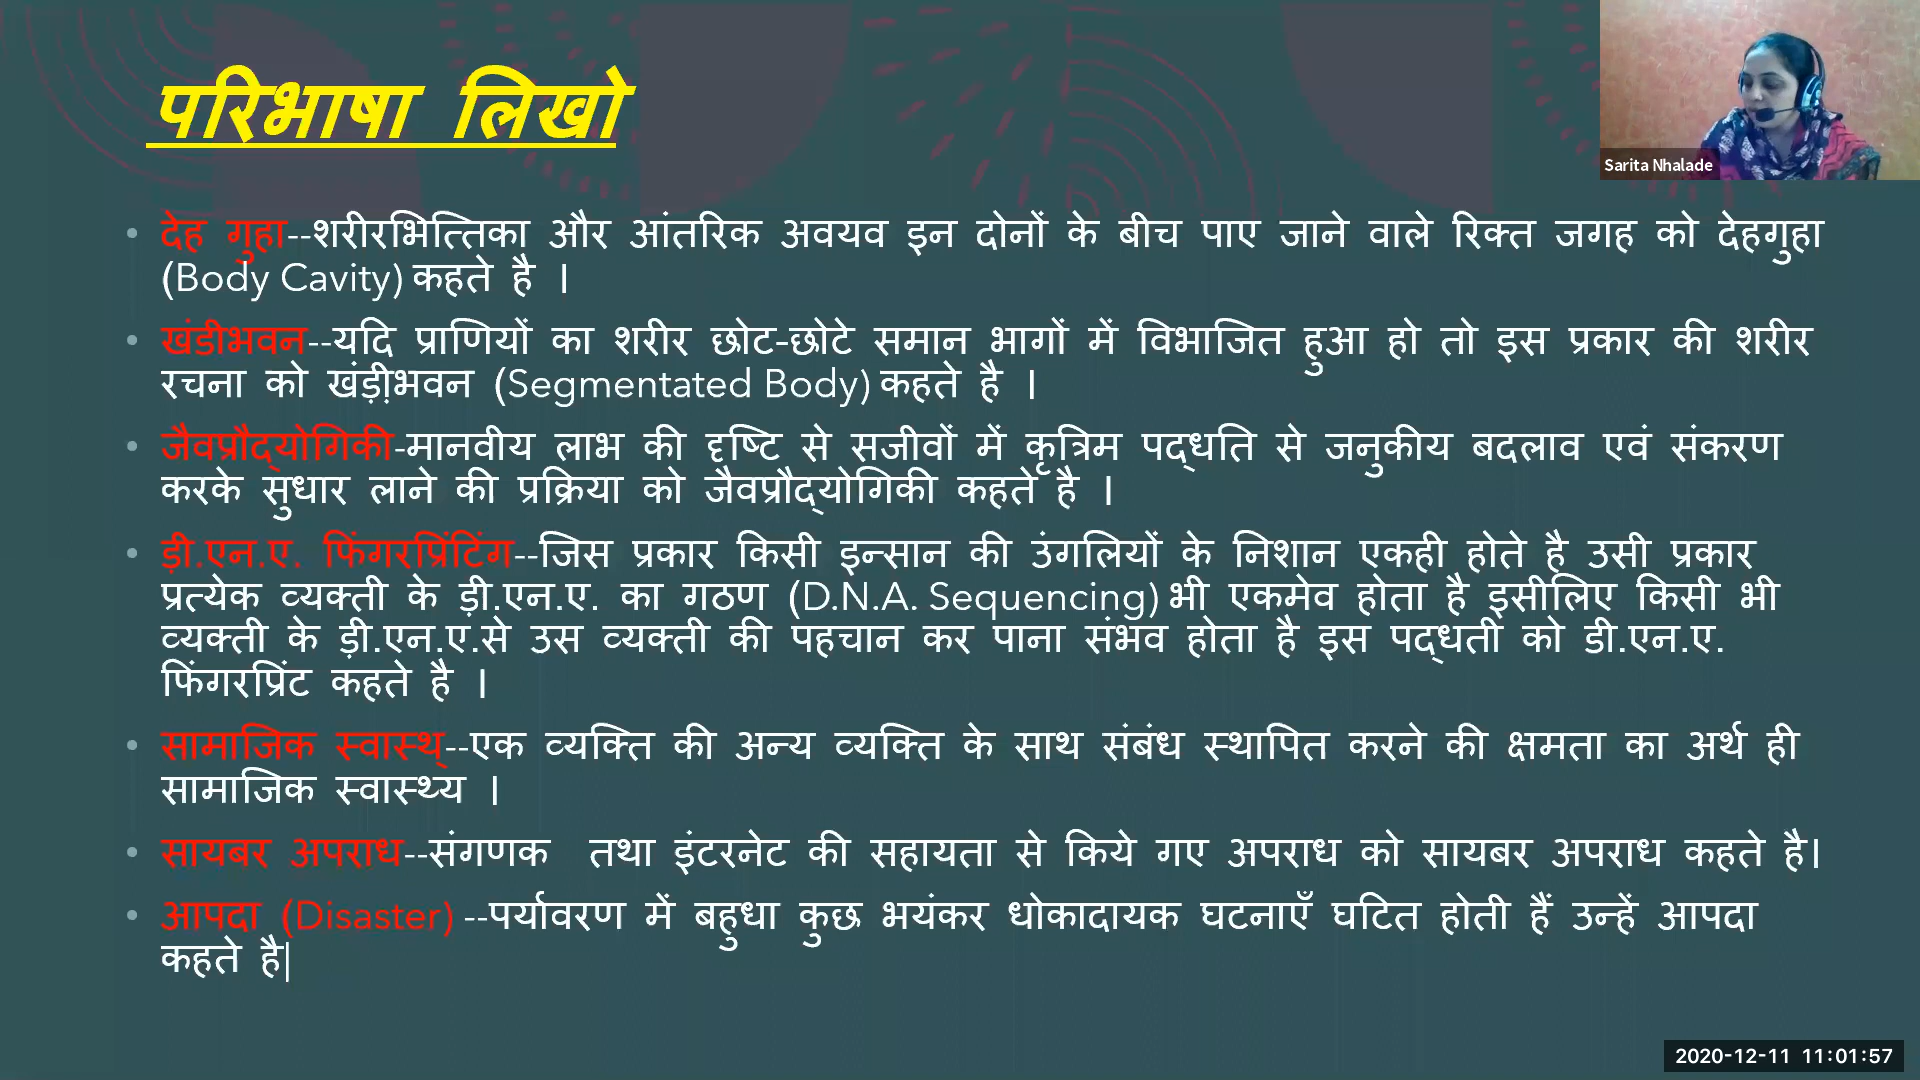 परिभाषा लिखो
Sarita Nhalade
• देह गुहा--शरीरभित्तिका और आंतरिक अवयव इन दोनों के बीच पाए जाने वाले रिक्त जगह को देहगुहा
(Body Cavity) कहते है ।
• खंडीभवन--यदि प्राणियों का शरीर छोट-छोटे समान भागों में विभाजित हुआ हो तो इस प्रकार की शरीर
रचना को खंड़ी़भवन (Segmentated Body) कहते है ।
• जैवप्रौद्योगिकी-मानवीय लाभ की दृष्टि से सजीवों में कृत्रिम पद्धति से जनुकीय बदलाव एवं संकरण
करके सुधार लाने की प्रक्रिया को जैवप्रौद्योगिकी कहते है ।
• ड़ी.एन.ए. फिंगरप्रिंटिंग--जिस प्रकार किसी इन्सान की उंगलियों के निशान एकही होते है उसी प्रकार
प्रत्येक व्यक्ती के ड़ी.एन.ए. का गठण (D.N.A. Sequencing) भी एकमेव होता है इसीलिए किसी भी
व्यक्ती के ड़ी.एन.ए.से उस व्यक्ती की पहचान कर पाना संभव होता है इस पद्धती को डी.एन.ए.
फिंगरप्रिंट कहते है ।
• सामाजिक स्वास्थ्--एक व्यक्ति की अन्य व्यक्ति के साथ संबंध स्थापित करने की क्षमता का अर्थ ही
सामाजिक स्वास्थ्य ।
• सायबर अपराध--संगणक तथा इंटरनेट की सहायता से किये गए अपराध को सायबर अपराध कहते है।
• आपदा (Disaster) --पर्यावरण में बहुधा कुछ भयंकर धोकादायक घटनाएँ घटित होती हैं उन्हें आपदा
कहते है|
2020-12-11 11:01:57